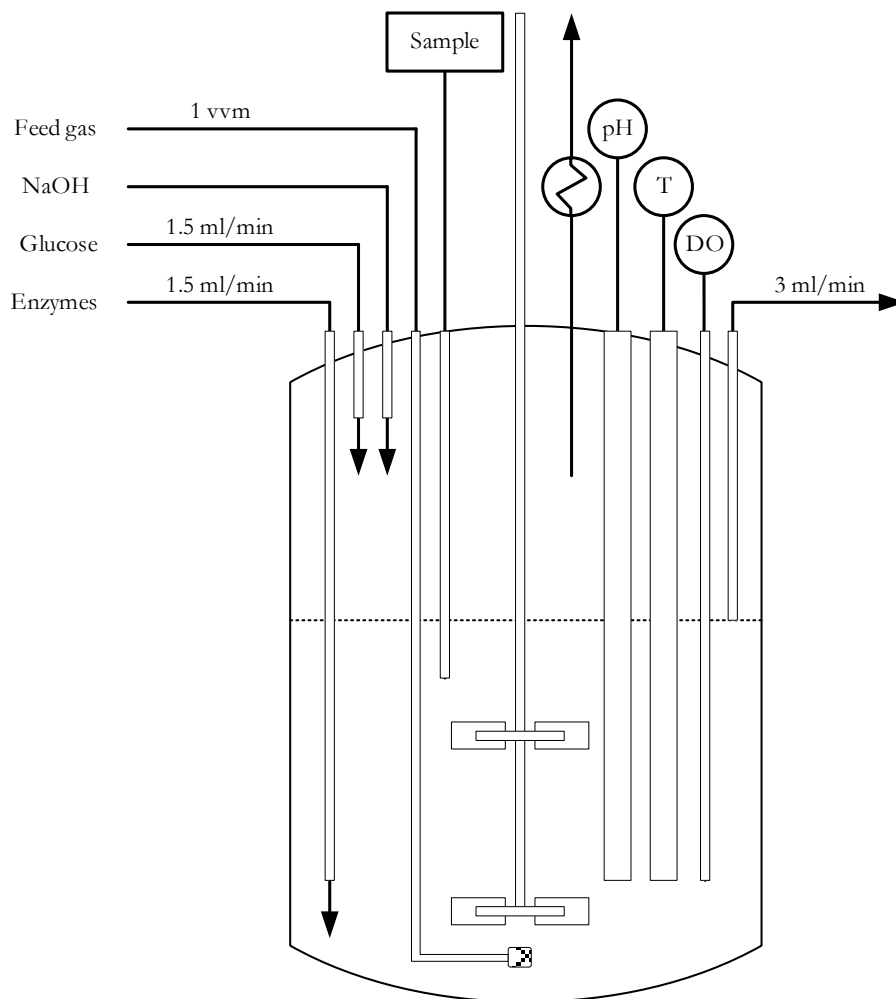 Sample
Feed gas
1 vvm
pH
NaOH
T
Glucose
1.5 ml/min
DO
Enzymes
1.5 ml/min
3 ml/min